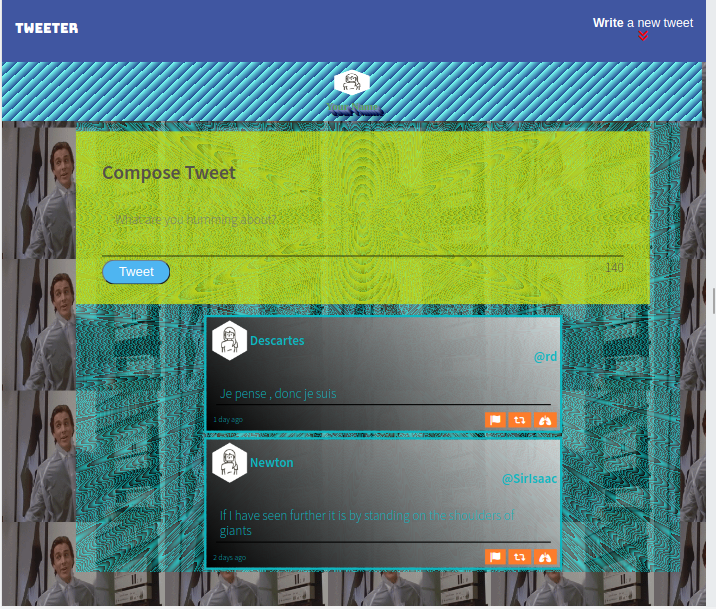 TWEETER
Write a new tweet
Compose Tweet
What are you humming about?
Tweet
140
Descartes
@rd
Je pense , donc je suis
1 day ago
Newton
@SirIsaac
If I have seen further it is by standing on the shoulders of
giants
2 days ago